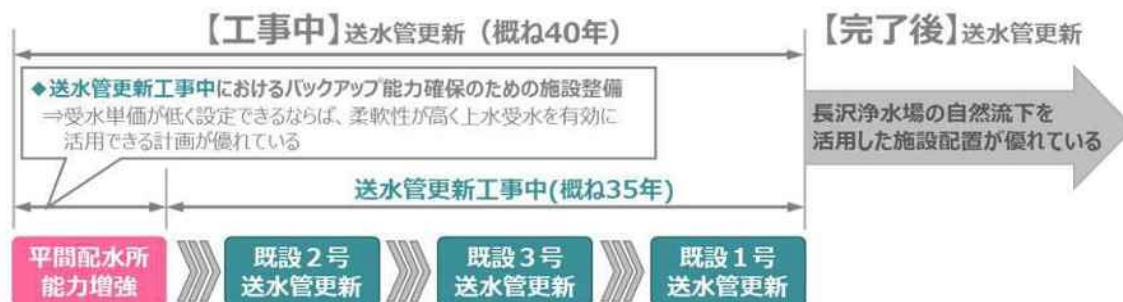 【工事中】送水管更新（概ね40年）
【完了後】送水管更新
◆送水管更新工事中におけるバックアップ能力確保のための施設整備
⇒受水単価が低く設定できるならば、柔軟性が高く上水受水を有効に
活用できる計画が優れている
長沢浄水場の自然流下を
活用した施設配置が優れている
送水管更新工事中(概ね35年)
平間配水所
能力増強
既設２号
送水管更新
既設３号
送水管更新
既設１号
送水管更新